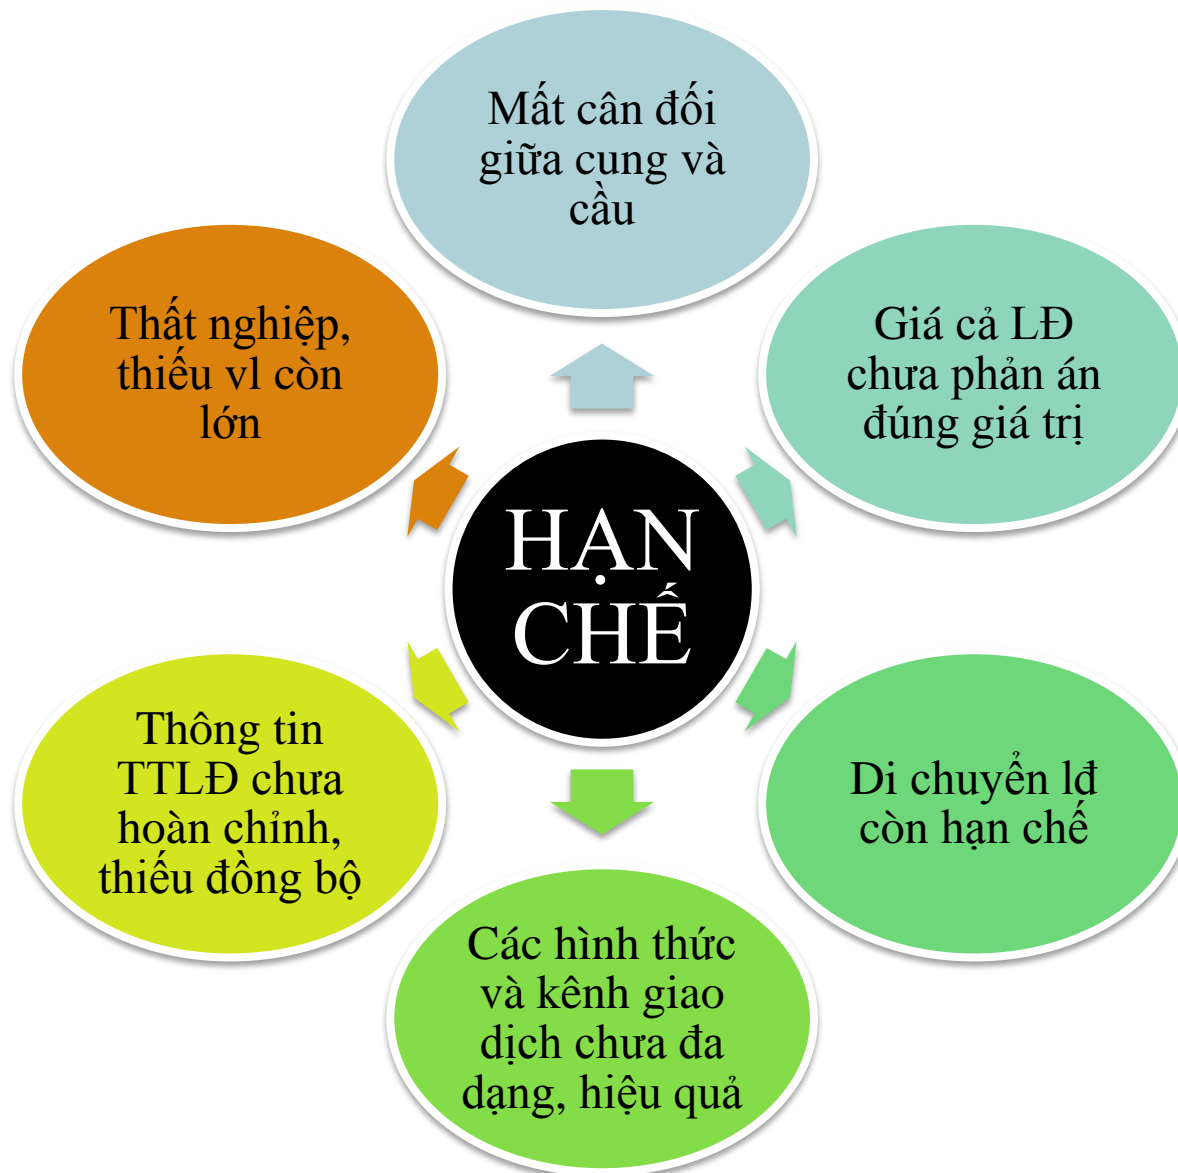 Mất cân đối
giữa cung và
cầu
Thất nghiệp,
thiếu vl còn
lớn
Giá cả LĐ
chưa phản án
đúng giá trị
HẠN
CHẾ
Thông tin
TTLĐ chưa
hoàn chỉnh,
thiếu đồng bộ
Di chuyển lđ
còn hạn chế
Các hình thức
và kênh giao
dịch chưa đa
dạng, hiệu quả